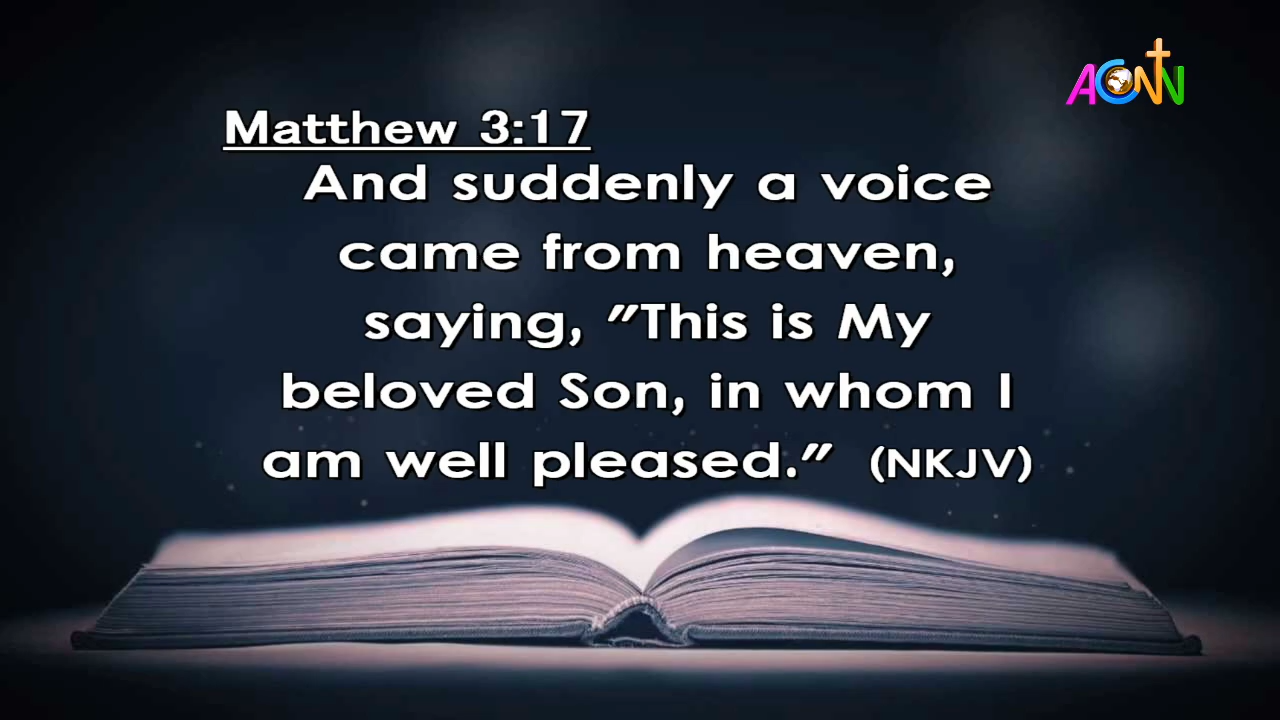 ACNN
Matthew 3:17
And suddenly a voice
came from heaven,
saying, "This is My
beloved Son, in whom I
am well pleased." (NKJV)